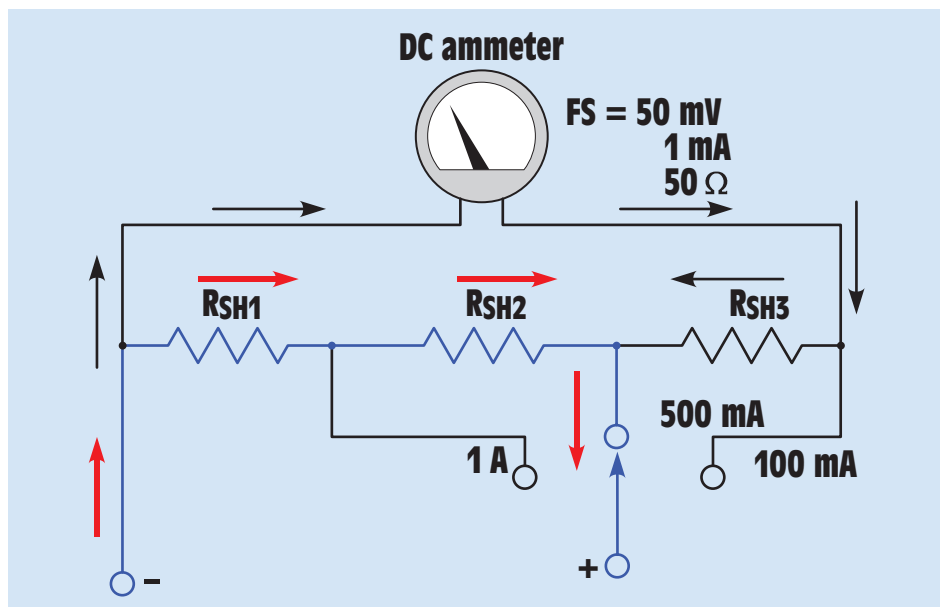 DC ammeter
FS = 50 mV
1 mA
50 Ω
RSH1
RSH2
RSH3
500 mA
1 A
100 mA
-
+